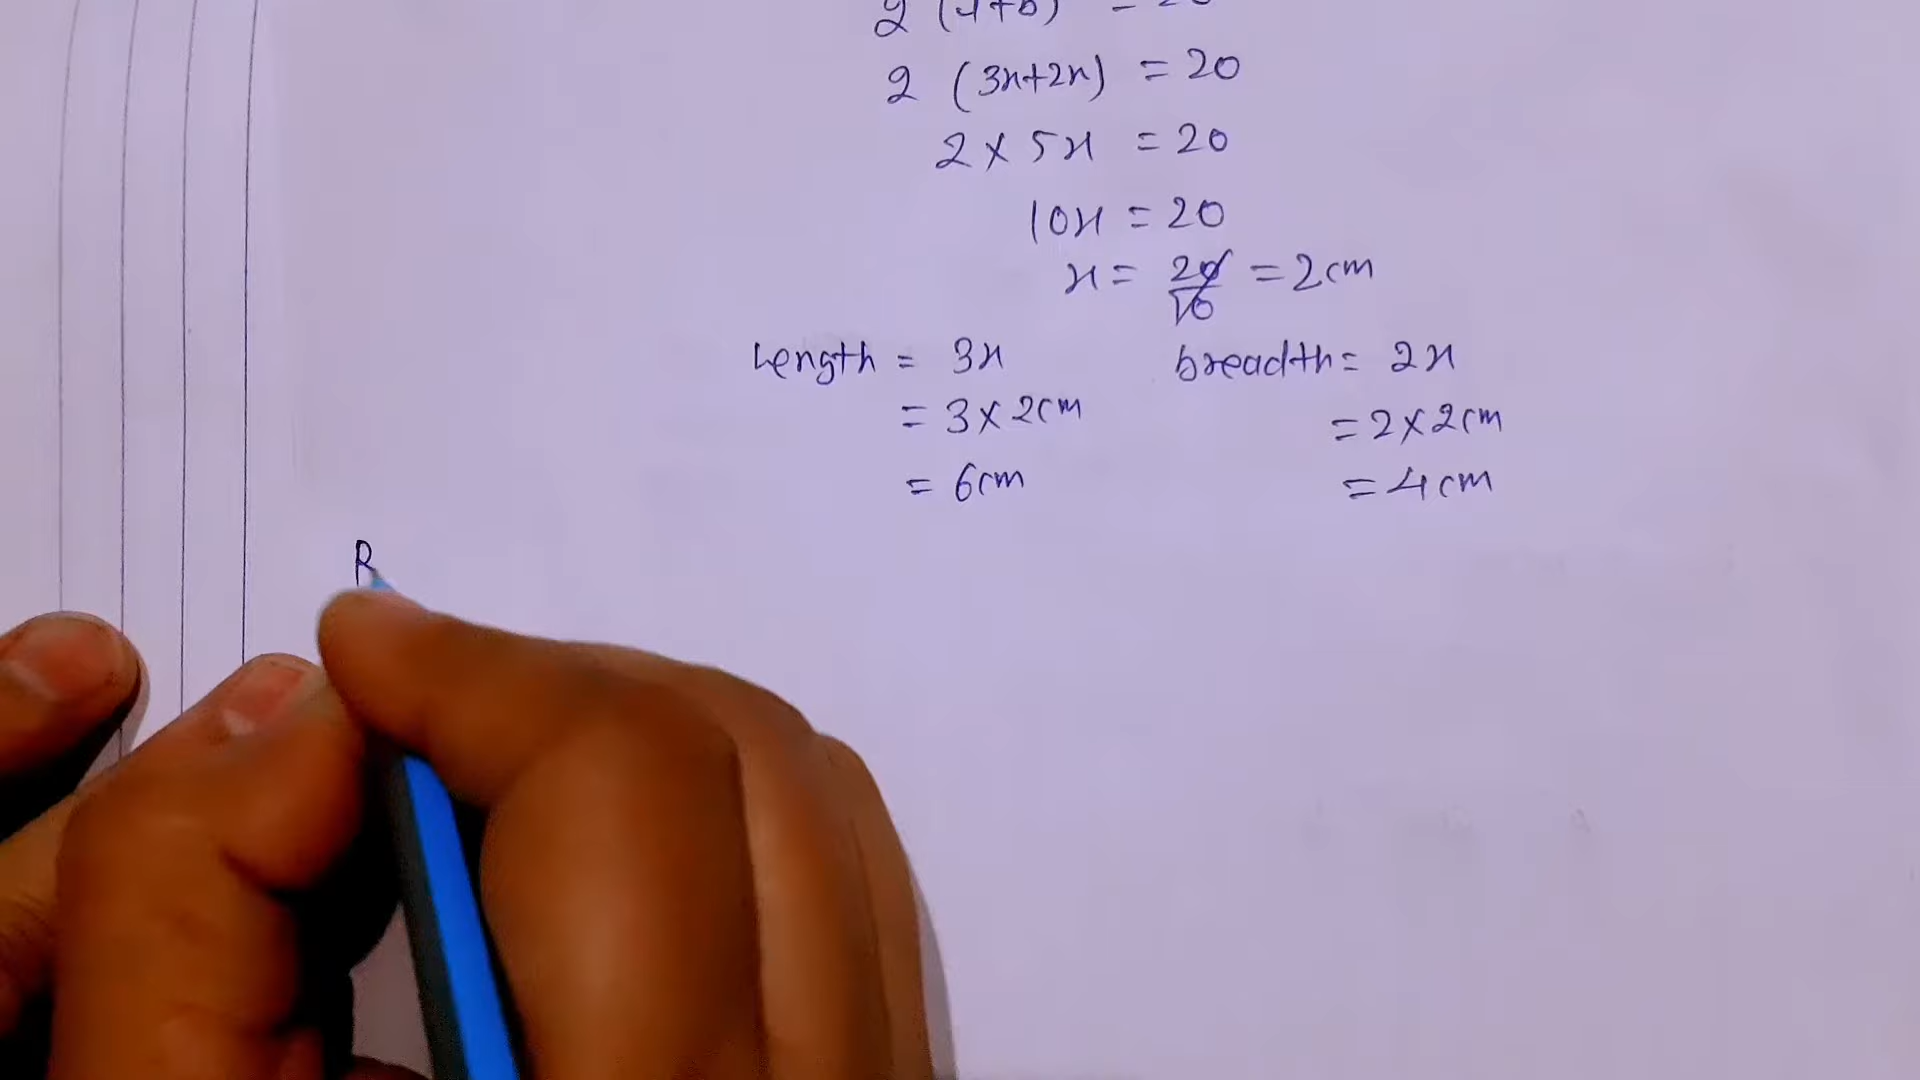 2 (3x+2x) = 20
2 × 5x = 20
10x = 20
x = 20/10 = 2cm
Length = 3x
= 3 × 2cm
= 6cm
breadth = 2x
= 2 × 2cm
= 4cm
R